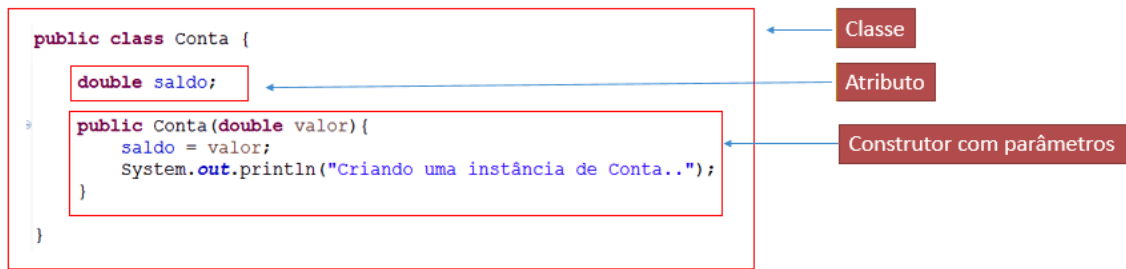 public class Conta {
Classe
double saldo;
Atributo
public Conta(double valor){
saldo = valor;
Construtor com parâmetros
System.out.println("Criando uma instância de Conta..");
}
}